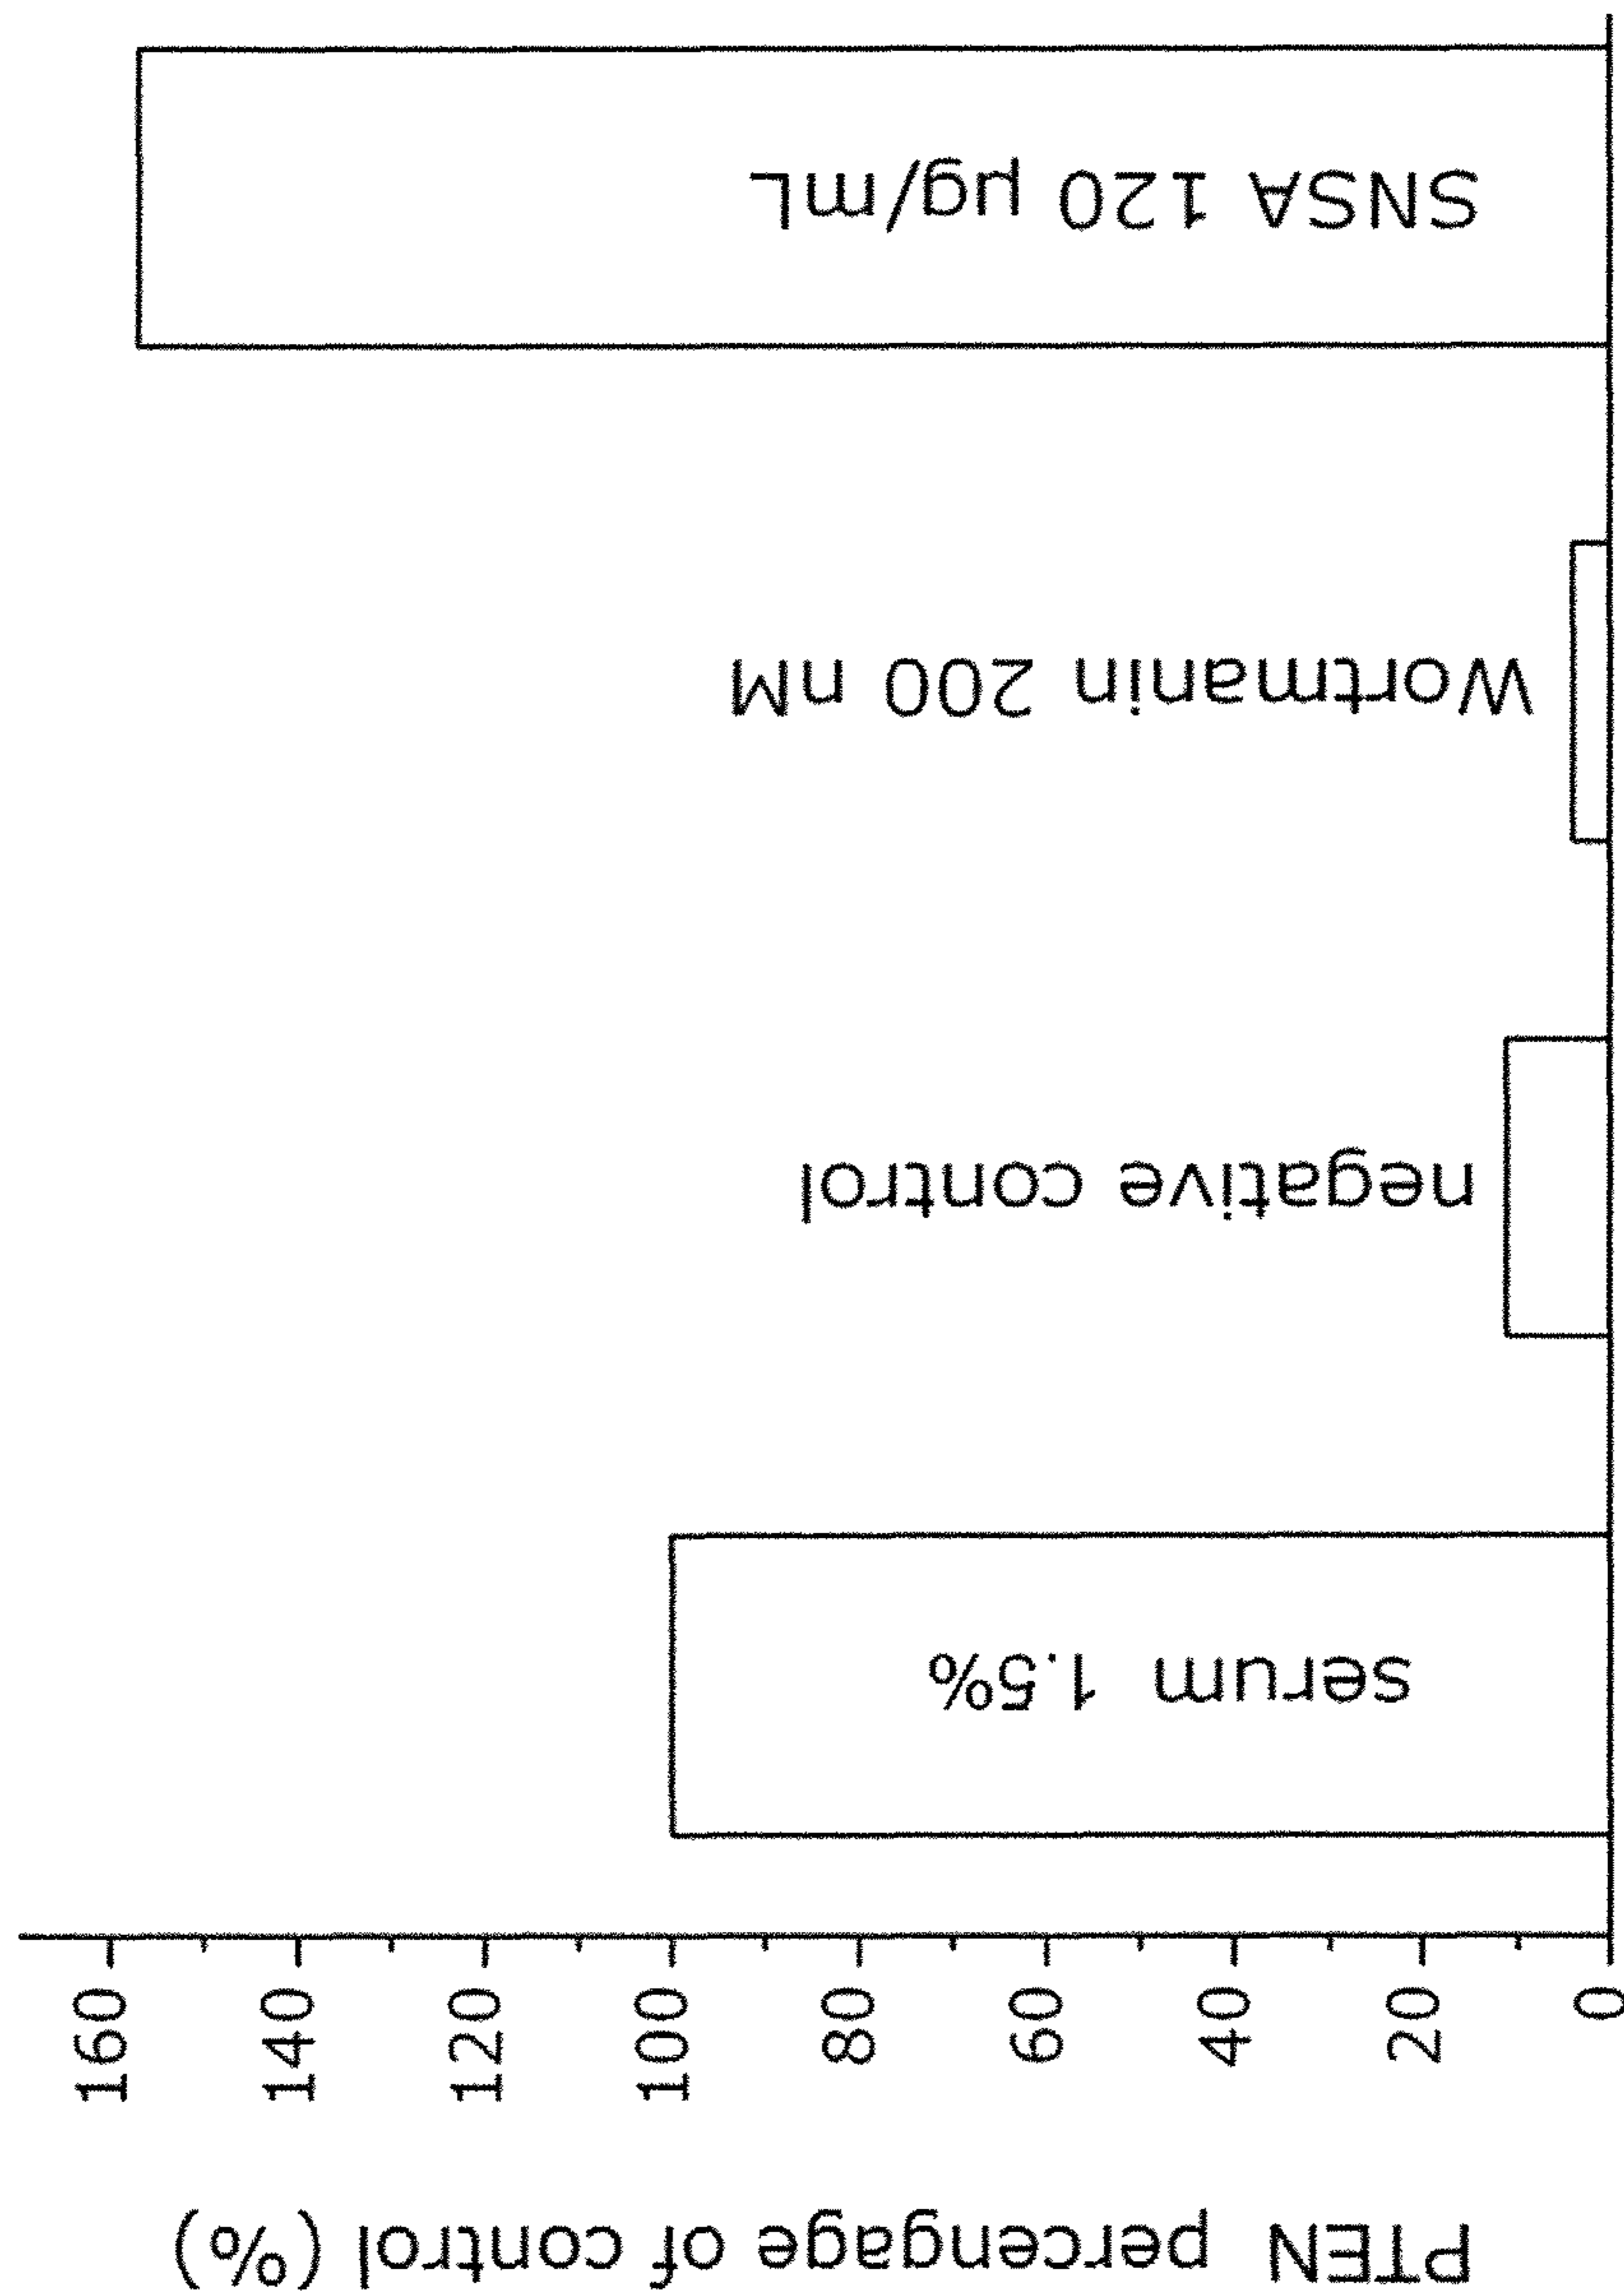 PTEN percengage of control (%)
160
140
120
100
80
60
40
20
0
serum 1.5%
negative control
Wortmanin 200 nM
SNSA 120 µg/mL